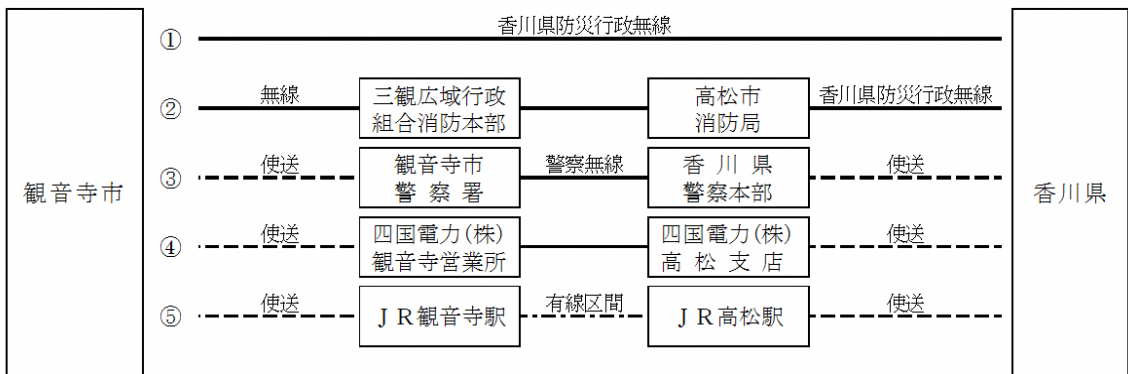 観音寺市
① 香川県防災行政無線
② 無線 三観広域行政組合消防本部 高松市消防局 香川県防災行政無線
③ 使送 観音寺市警察署 警察無線 香川県警察本部 使送
④ 使送 四国電力(株)観音寺営業所 四国電力(株)高松支店 使送
⑤ 使送 JR観音寺駅 有線区間 JR高松駅 使送
香川県